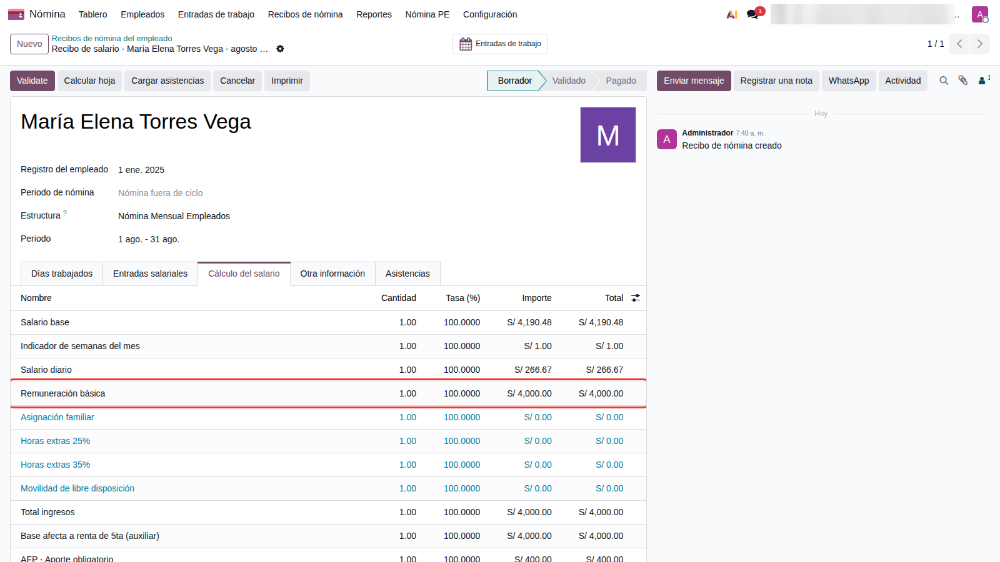 Nómina Tablero Empleados Entradas de trabajo Recibos de nómina Reportes Nómina PE Configuración AI 1 .. A
Nuevo Recibos de nómina del empleado
Recibo de salario - María Elena Torres Vega - agosto …
Entradas de trabajo
1 / 1
Validate Calcular hoja Cargar asistencias Cancelar Imprimir Borrador Validado Pagado
Enviar mensaje Registrar una nota WhatsApp Actividad 1
María Elena Torres Vega
M
Registro del empleado 1 ene. 2025
Periodo de nómina Nómina fuera de ciclo
Estructura ? Nómina Mensual Empleados
Periodo 1 ago. - 31 ago.
Días trabajados Entradas salariales Cálculo del salario Otra información Asistencias
Nombre Cantidad Tasa (%) Importe Total
Salario base 1.00 100.0000 S/ 4,190.48 S/ 4,190.48
Indicador de semanas del mes 1.00 100.0000 S/ 1.00 S/ 1.00
Salario diario 1.00 100.0000 S/ 266.67 S/ 266.67
Remuneración básica 1.00 100.0000 S/ 4,000.00 S/ 4,000.00
Asignación familiar 1.00 100.0000 S/ 0.00 S/ 0.00
Horas extras 25% 1.00 100.0000 S/ 0.00 S/ 0.00
Horas extras 35% 1.00 100.0000 S/ 0.00 S/ 0.00
Movilidad de libre disposición 1.00 100.0000 S/ 0.00 S/ 0.00
Total ingresos 1.00 100.0000 S/ 4,000.00 S/ 4,000.00
Base afecta a renta de 5ta (auxiliar) 1.00 100.0000 S/ 4,000.00 S/ 4,000.00
AFP - Aporte obligatorio 1.00 100.0000 S/ 400.00 S/ 400.00
Hoy
A
Administrador 7:40 a. m.
Recibo de nómina creado